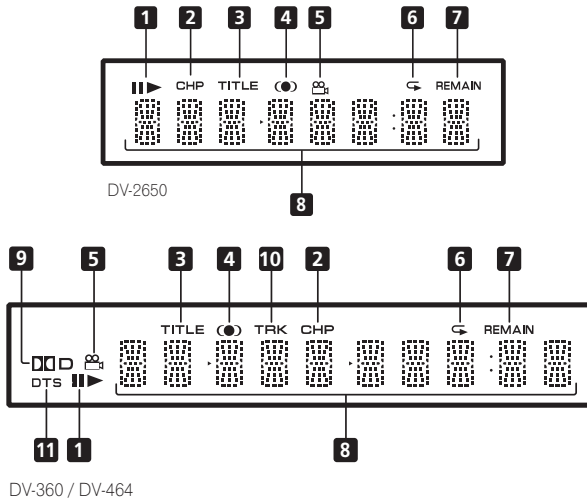 1 2 3 4 5 6 7
CHP TITLE REMAIN
8
DV-2650
9 5 3 4 10 2 6 7
TITLE TRK CHP REMAIN
D
DTS
11 1 8
DV-360 / DV-464